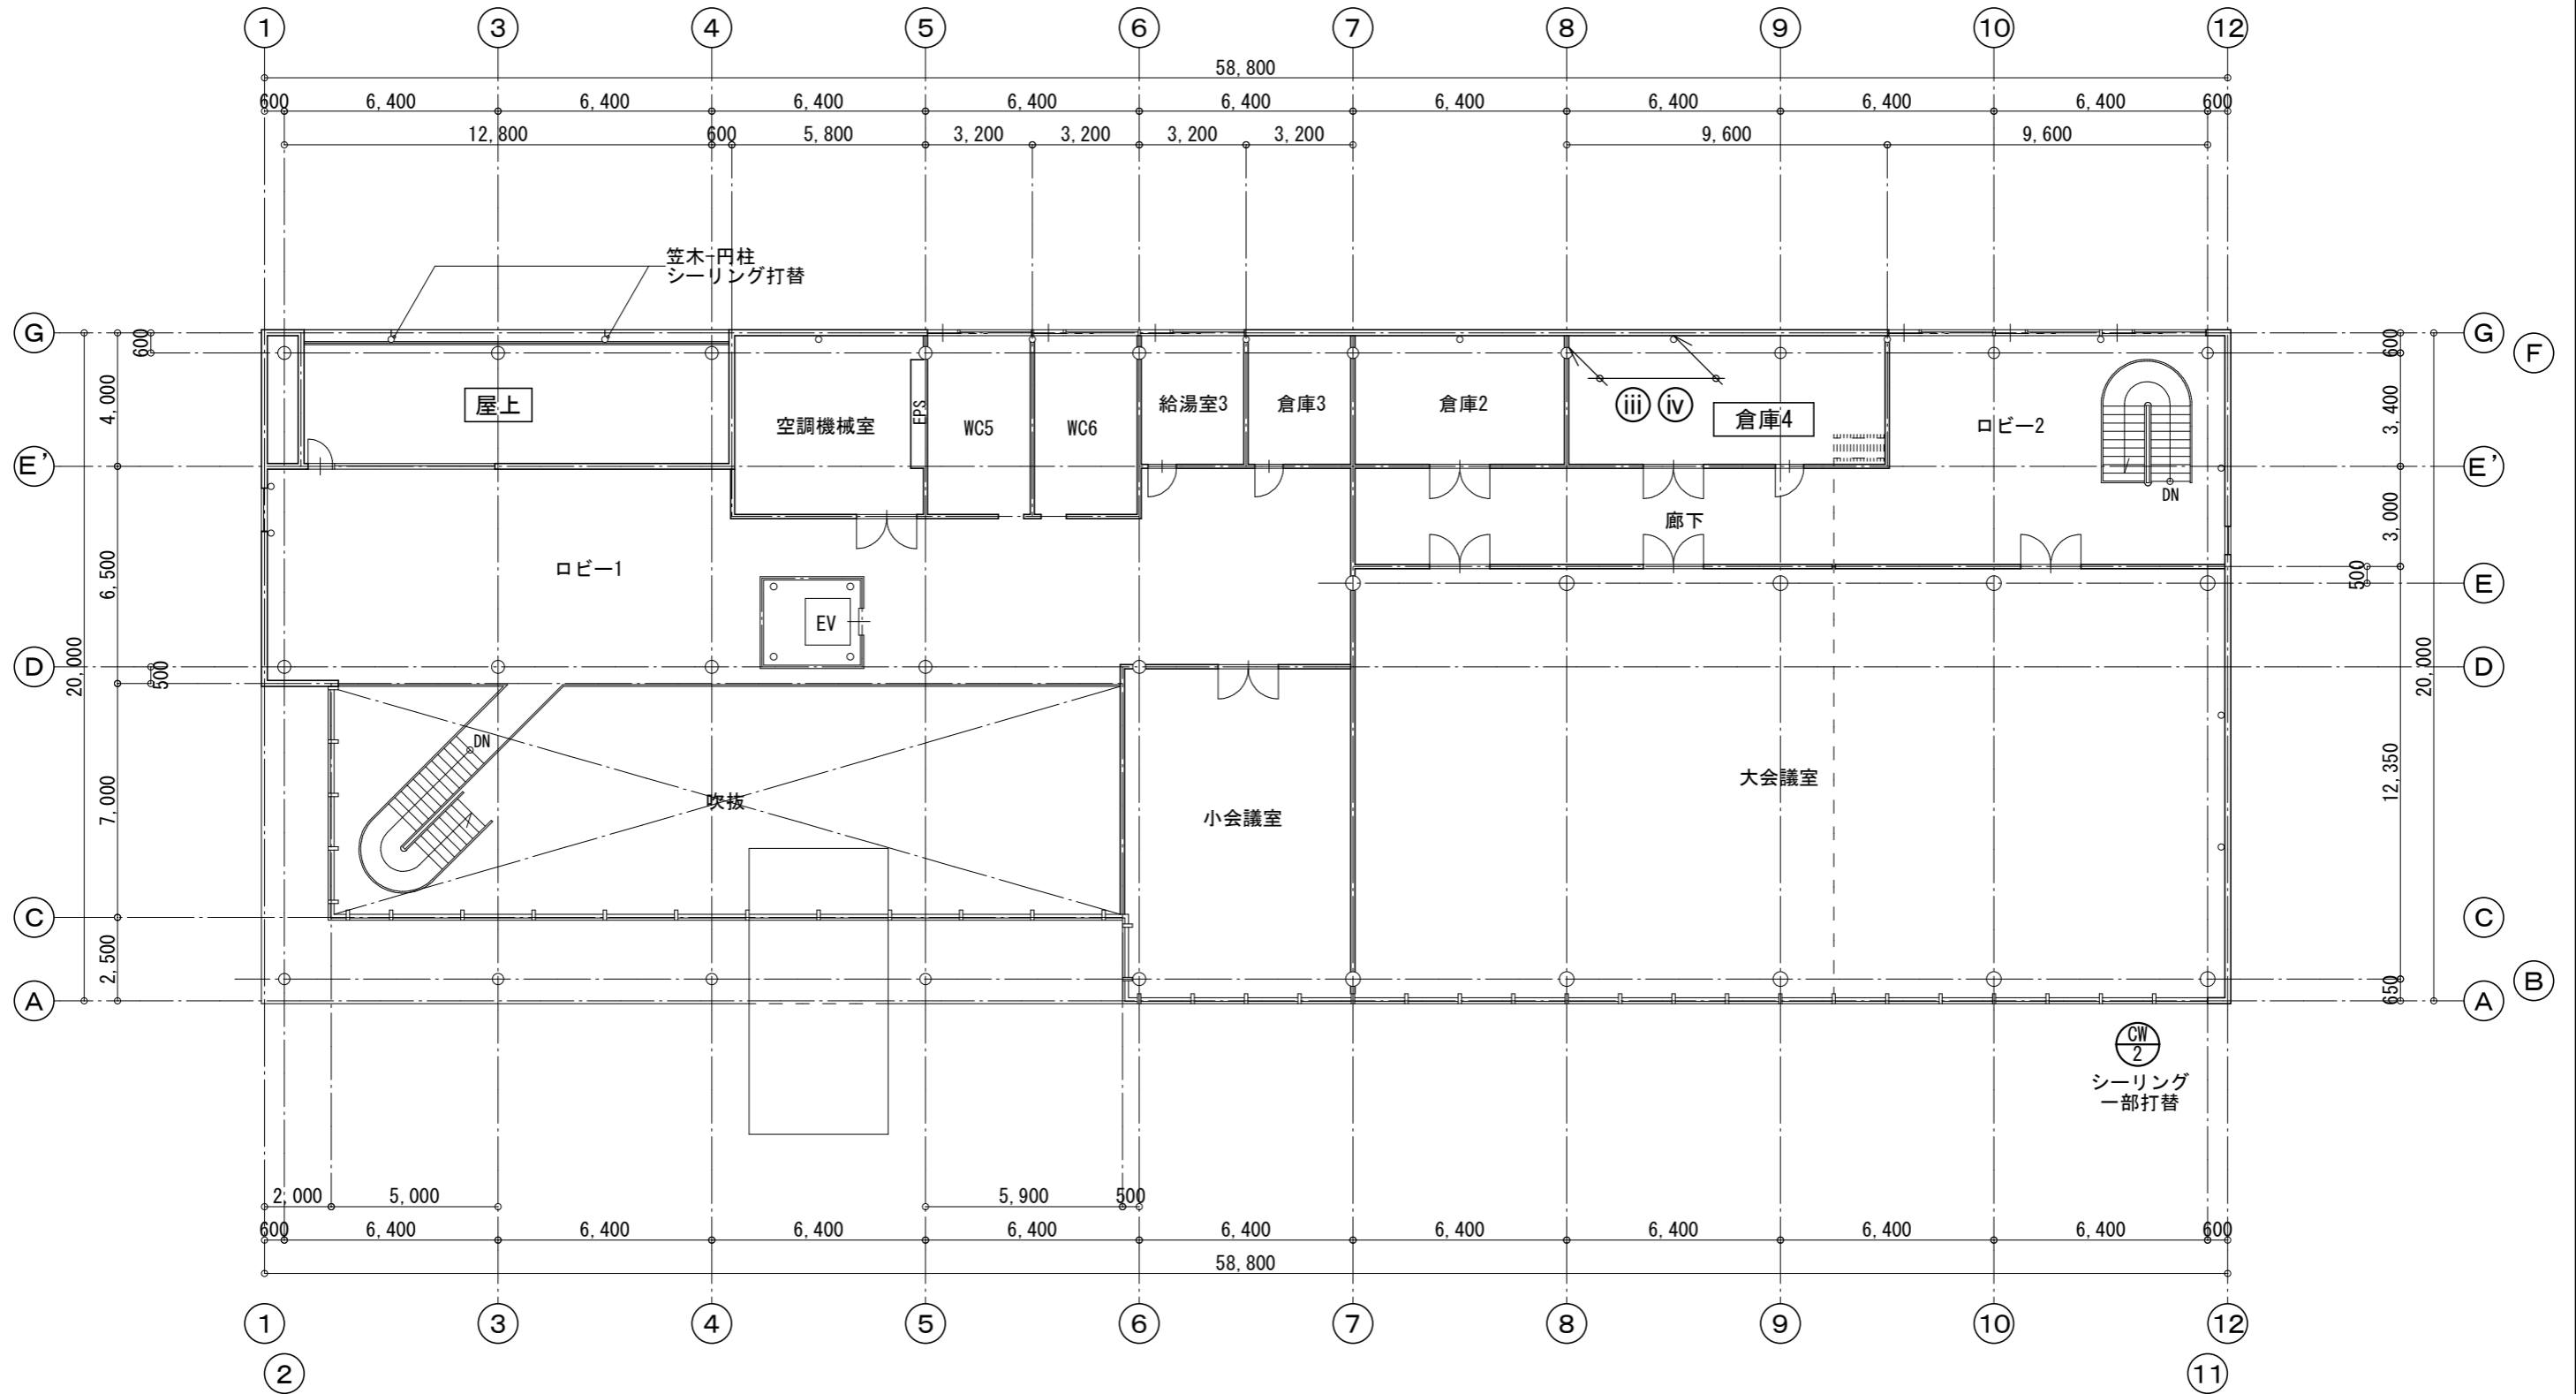 1 3 4 5 6 7 8 9 10 12
58,800
600 6,400 6,400 6,400 6,400 6,400 6,400 6,400 6,400 6,400 600
12,800 600 5,800 3,200 3,200 3,200 3,200 9,600 9,600
笠木-円柱
シーリング打替
G 600 600 G
F
4,000 3,400
屋上
空調機械室
EPS
WC5
WC6
給湯室3
倉庫3
倉庫2
iii iv
倉庫4
ロビー2
DN
E' E'
廊下
3,000
6,500
ロビー1
EV
500 E
20,000 20,000
D 500 D
DN
吹抜
7,000
小会議室
大会議室
12,350
C C
2,500
A 650 A
B
CW
2
シーリング
一部打替
2,000 5,000 5,900 500
600 6,400 6,400 6,400 6,400 6,400 6,400 6,400 6,400 6,400 600
58,800
1 3 4 5 6 7 8 9 10 12
2 11